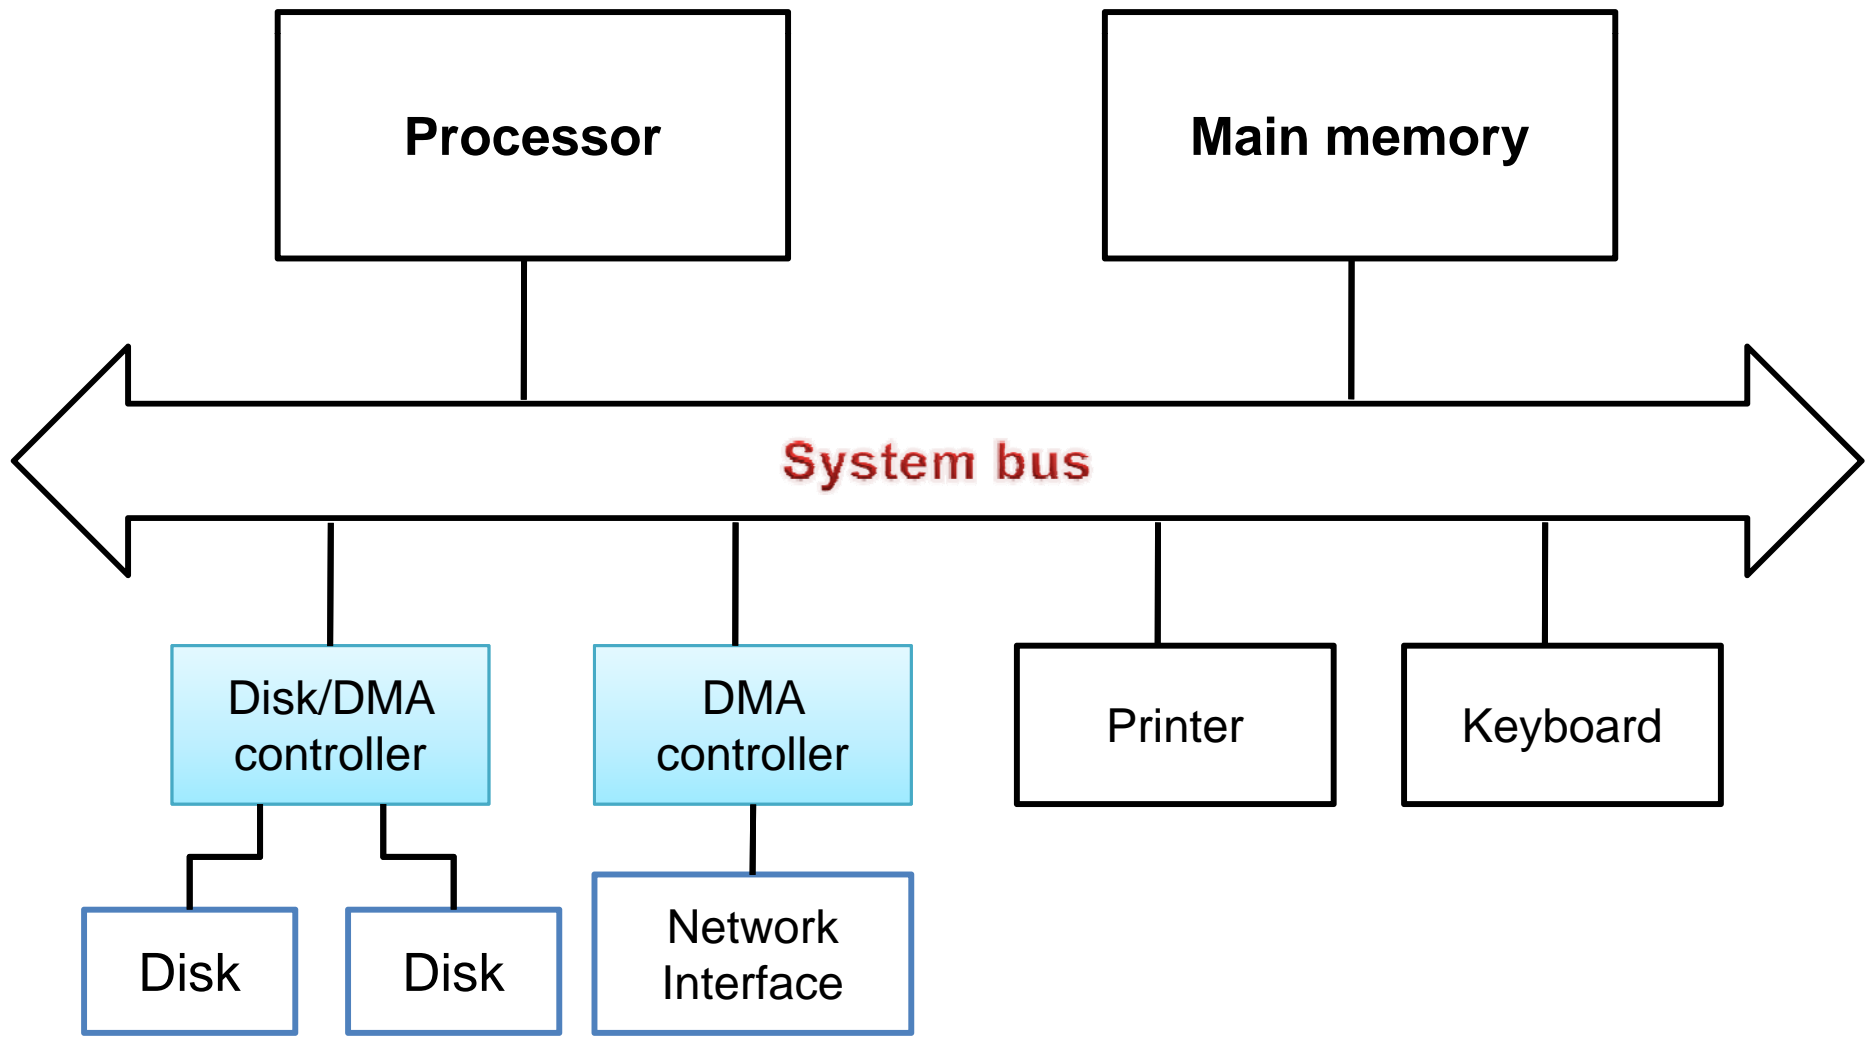 Processor
Main memory
System bus
Disk/DMA
controller
DMA
controller
Printer
Keyboard
Disk
Disk
Network
Interface